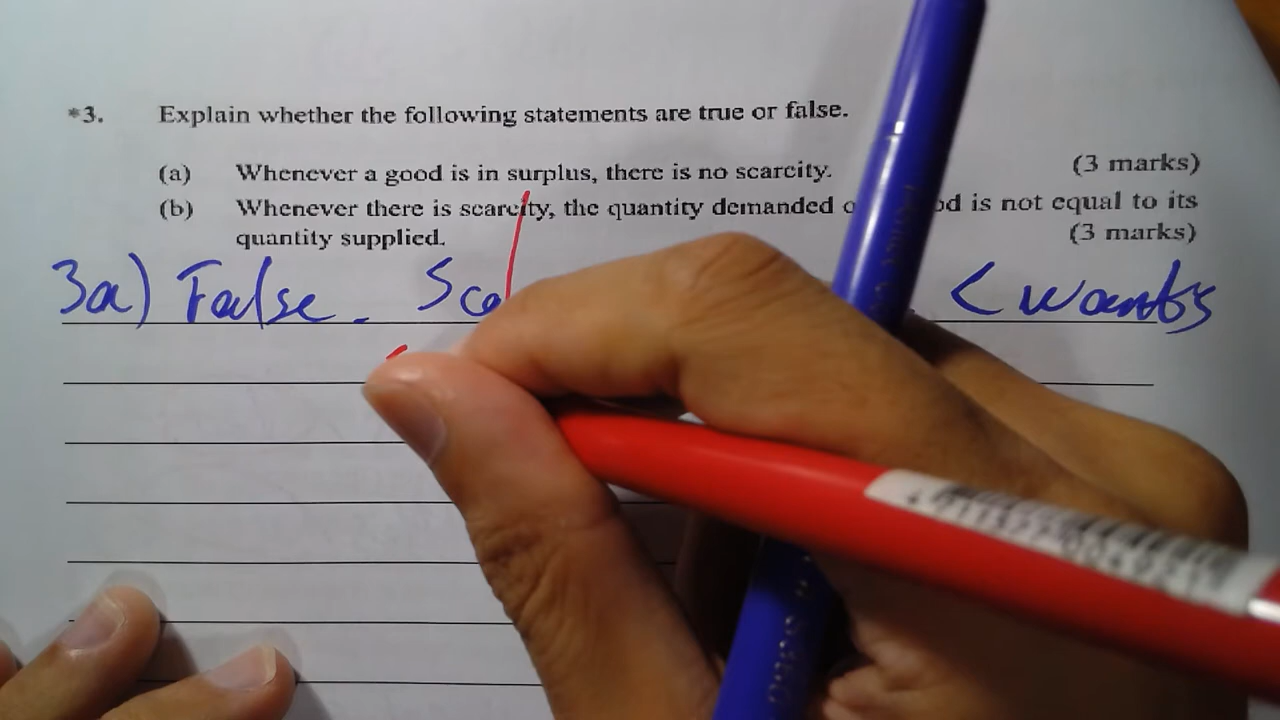 *3. Explain whether the following statements are true or false.
(a) Whenever a good is in surplus, there is no scarcity. (3 marks)
(b) Whenever there is scarcity, the quantity demanded od is not equal to its
quantity supplied. (3 marks)
3a) False. Sca < wants